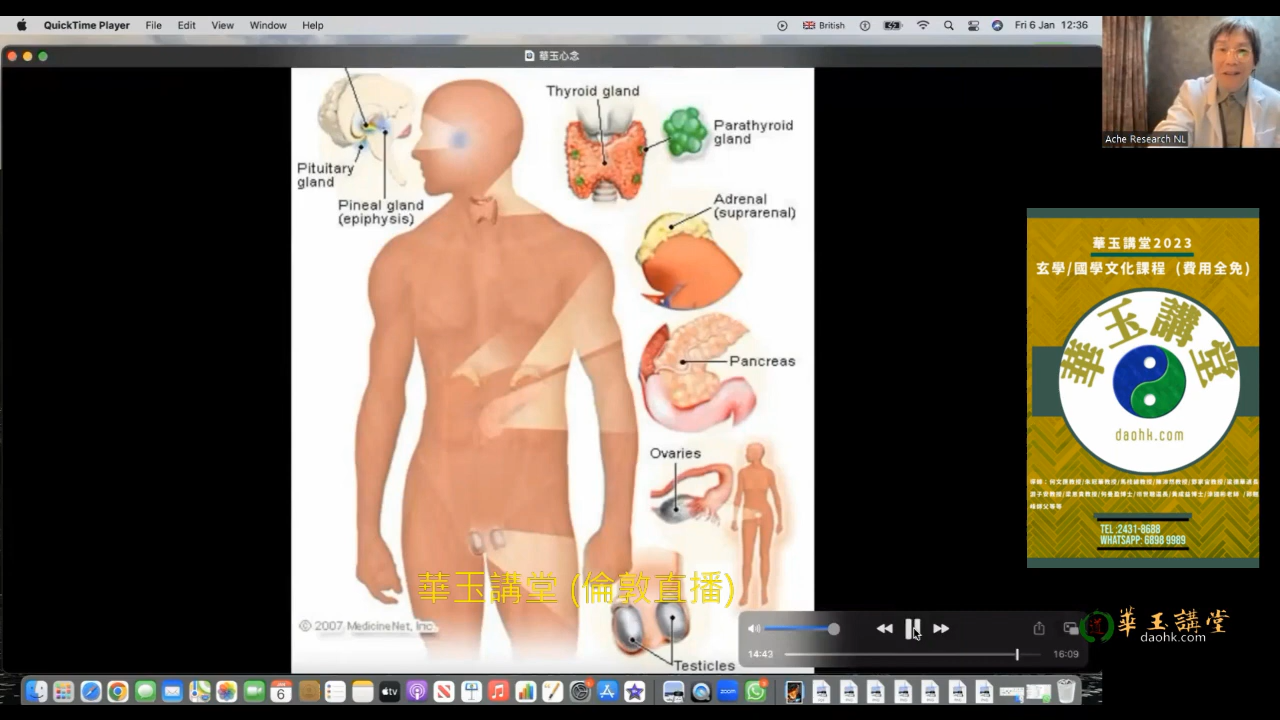 QuickTime Player File Edit View Window Help
British
Fri 6 Jan 12:36
華玉心念
Ache Research NL
Pituitary
gland
Pineal gland
(epiphysis)
Thyroid gland
Parathyroid
gland
Adrenal
(suprarenal)
Pancreas
Ovaries
Testicles
© 2007, MedicineNet, Inc.
華玉講堂 (倫敦直播)
14:43
16:09
華玉講堂2023
玄學/國學文化課程 (費用全免)
華玉講堂
daohk.com
TEL :2431-8688
WHATSAPP: 6898 9989
華玉講堂
daohk.com
JAN
6
tv
zoom